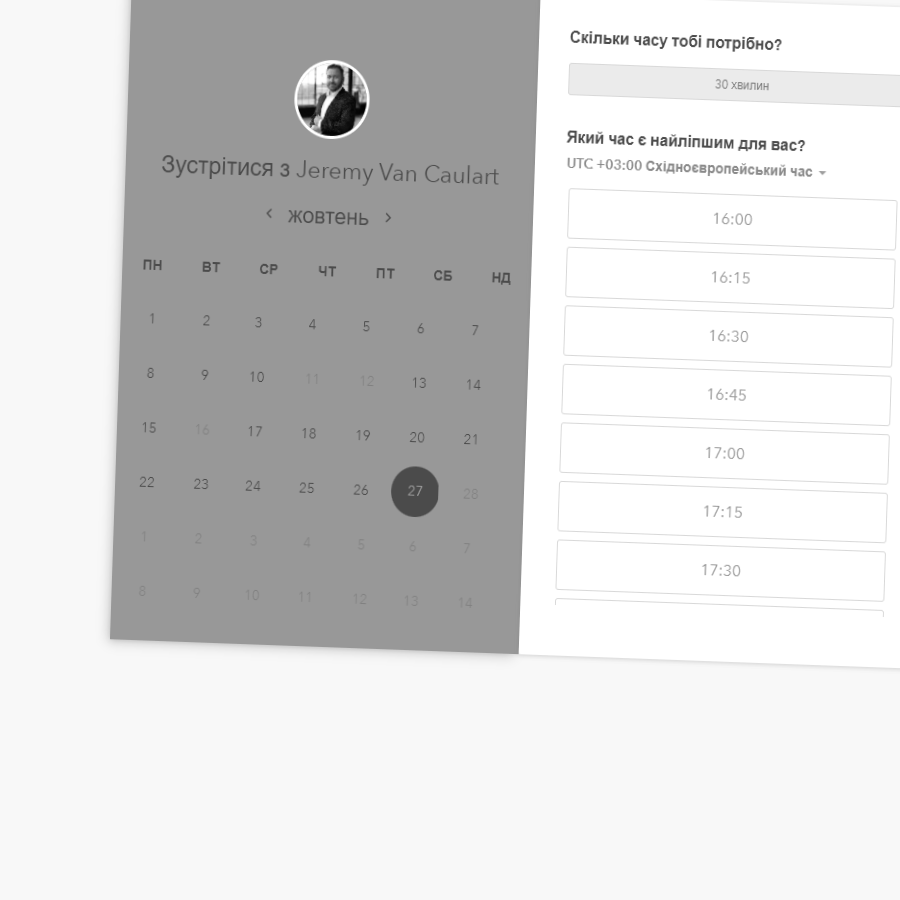 Зустрітися з Jeremy Van Caulart
жовтень
ПН ВТ СР ЧТ ПТ СБ НД
1 2 3 4 5 6 7
8 9 10 11 12 13 14
15 16 17 18 19 20 21
22 23 24 25 26 27 28
1 2 3 4 5 6 7
8 9 10 11 12 13 14
Скільки часу тобі потрібно?
30 хвилин
Який час є найліпшим для вас?
UTC +03:00 Східноєвропейський час
16:00
16:15
16:30
16:45
17:00
17:15
17:30